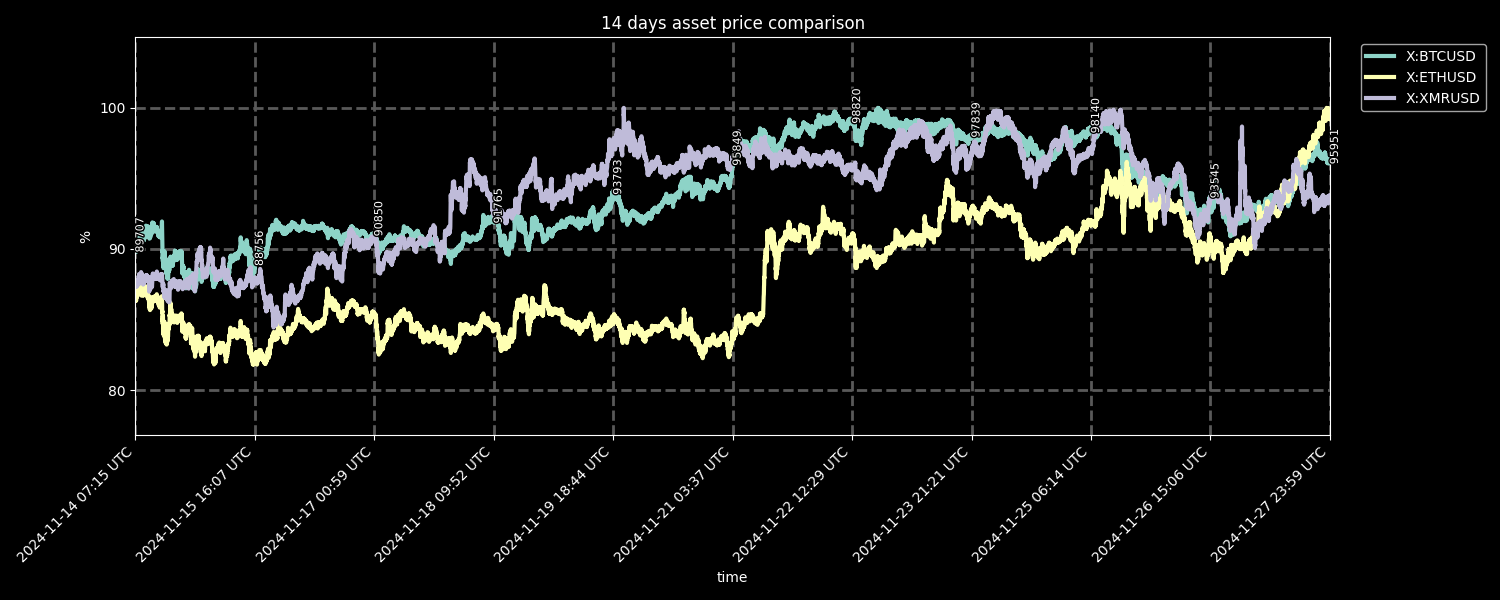 14 days asset price comparison
X:BTCUSD
X:ETHUSD
X:XMRUSD
100
90
80
%
89707
88756
90850
91765
93793
95849
98820
97839
98140
93545
95951
2024-11-14 07:15 UTC
2024-11-15 16:07 UTC
2024-11-17 00:59 UTC
2024-11-18 09:52 UTC
2024-11-19 18:44 UTC
2024-11-21 03:37 UTC
2024-11-22 12:29 UTC
2024-11-23 21:21 UTC
2024-11-25 06:14 UTC
2024-11-26 15:06 UTC
2024-11-27 23:59 UTC
time